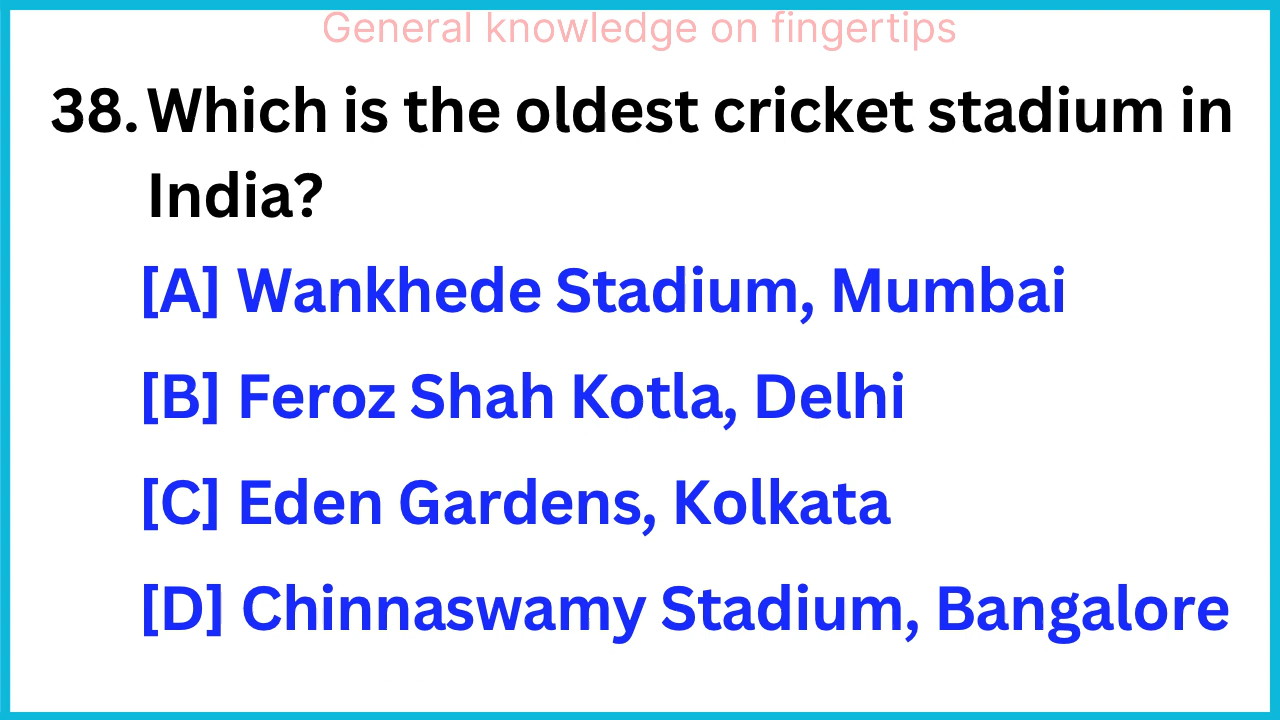 General knowledge on fingertips
38. Which is the oldest cricket stadium in
India?
[A] Wankhede Stadium, Mumbai
[B] Feroz Shah Kotla, Delhi
[C] Eden Gardens, Kolkata
[D] Chinnaswamy Stadium, Bangalore